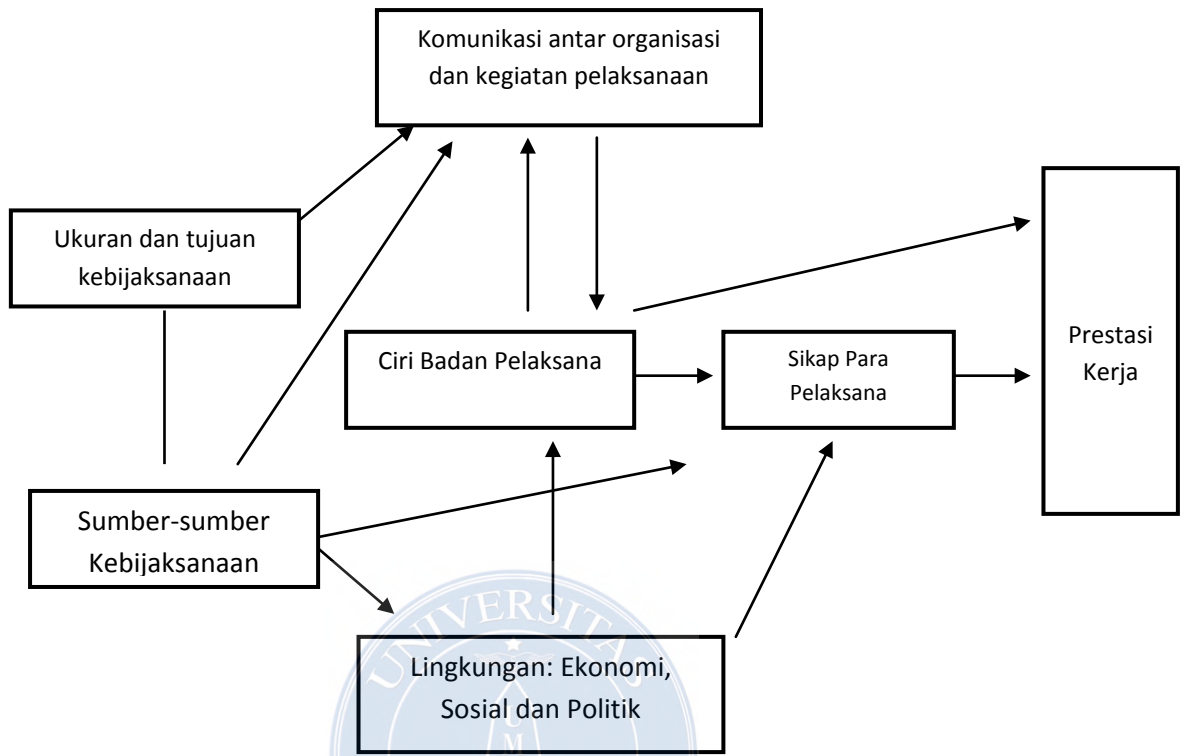 Komunikasi antar organisasi
dan kegiatan pelaksanaan
Ukuran dan tujuan
kebijaksanaan
Ciri Badan Pelaksana
Sikap Para
Pelaksana
Prestasi
Kerja
Sumber-sumber
Kebijaksanaan
Lingkungan: Ekonomi,
Sosial dan Politik
UNIVERSITAS
U
M